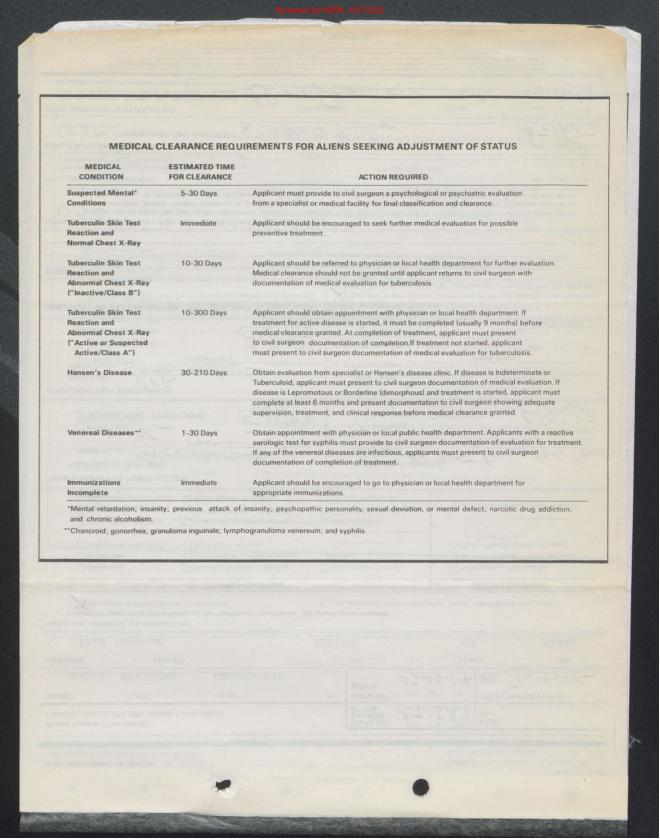 MEDICAL CLEARANCE REQUIREMENTS FOR ALIENS SEEKING ADJUSTMENT OF STATUS
MEDICAL CONDITION ESTIMATED TIME FOR CLEARANCE ACTION REQUIRED
Suspected Mental* 5-30 Days Applicant must provide to civil surgeon a psychological or psychiatric evaluation
Conditions from a specialist or medical facility for final classification and clearance.
Tuberculin Skin Test Immediate Applicant should be encouraged to seek further medical evaluation for possible
Reaction and preventive treatment.
Normal Chest X-Ray
Tuberculin Skin Test 10-30 Days Applicant should be referred to physician or local health department for further evaluation.
Reaction and Medical clearance should not be granted until applicant returns to civil surgeon with
Abnormal Chest X-Ray documentation of medical evaluation for tuberculosis.
("Inactive/Class B")
Tuberculin Skin Test 10-300 Days Applicant should obtain appointment with physician or local health department. If
Reaction and treatment for active disease is started, it must be completed (usually 9 months) before
Abnormal Chest X-Ray medical clearance granted. At completion of treatment, applicant must present
("Active or Suspected to civil surgeon documentation of completion.If treatment not started, applicant
Active/Class A") must present to civil surgeon documentation of medical evaluation for tuberculosis.
Hansen's Disease 30-210 Days Obtain evaluation from specialist or Hansen's disease clinic. If disease is Indeterminate or
Tuberculoid, applicant must present to civil surgeon documentation of medical evaluation. If
disease is Lepromotous or Borderline (dimorphous) and treatment is started, applicant must
complete at least 6 months and present documentation to civil surgeon showing adequate
supervision, treatment, and clinical response before medical clearance granted.
Venereal Diseases** 1-30 Days Obtain appointment with physician or local public health department. Applicants with a reactive
serologic test for syphilis must provide to civil surgeon documentation of evaluation for treatment.
If any of the venereal diseases are infectious, applicants must present to civil surgeon
documentation of completion of treatment.
Immunizations Immediate Applicant should be encouraged to go to physician or local health department for
Incomplete appropriate immunizations.
*Mental retardation; insanity; previous attack of insanity; psychopathic personality, sexual deviation, or mental defect; narcotic drug addiction;
and chronic alcoholism.
**Chancroid; gonorrhea; granuloma inguinale; lymphogranuloma venereum; and syphilis.